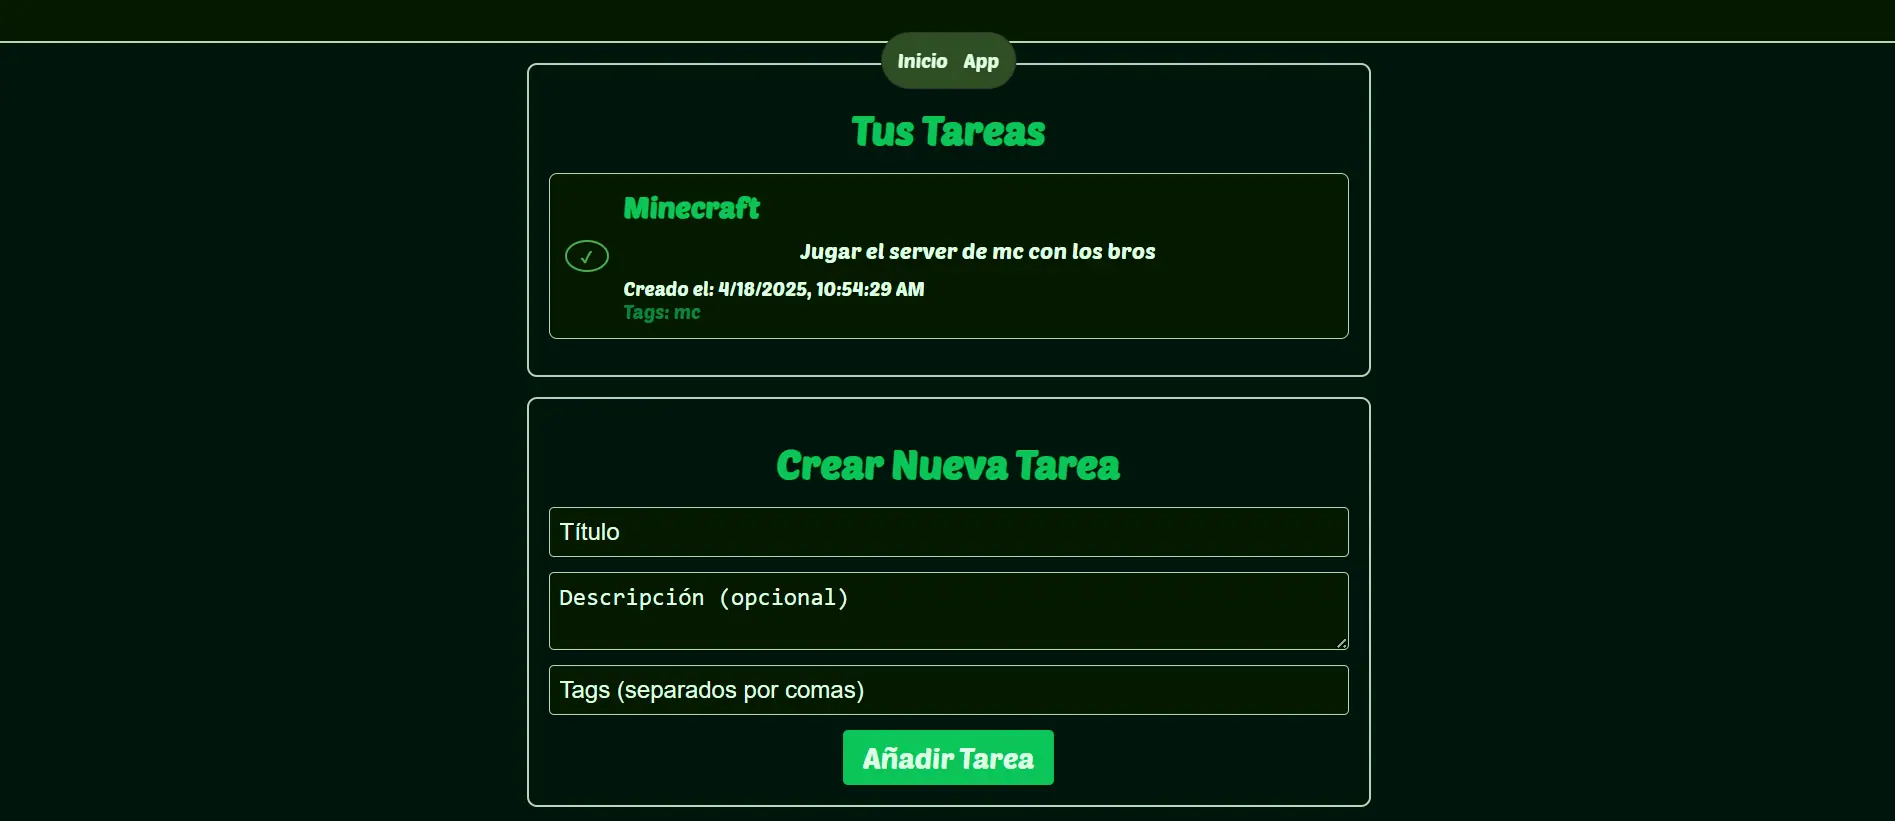 Inicio App
Tus Tareas
Minecraft
✓
Jugar el server de mc con los bros
Creado el: 4/18/2025, 10:54:29 AM
Tags: mc
Crear Nueva Tarea
Título
Descripción (opcional)
Tags (separados por comas)
Añadir Tarea